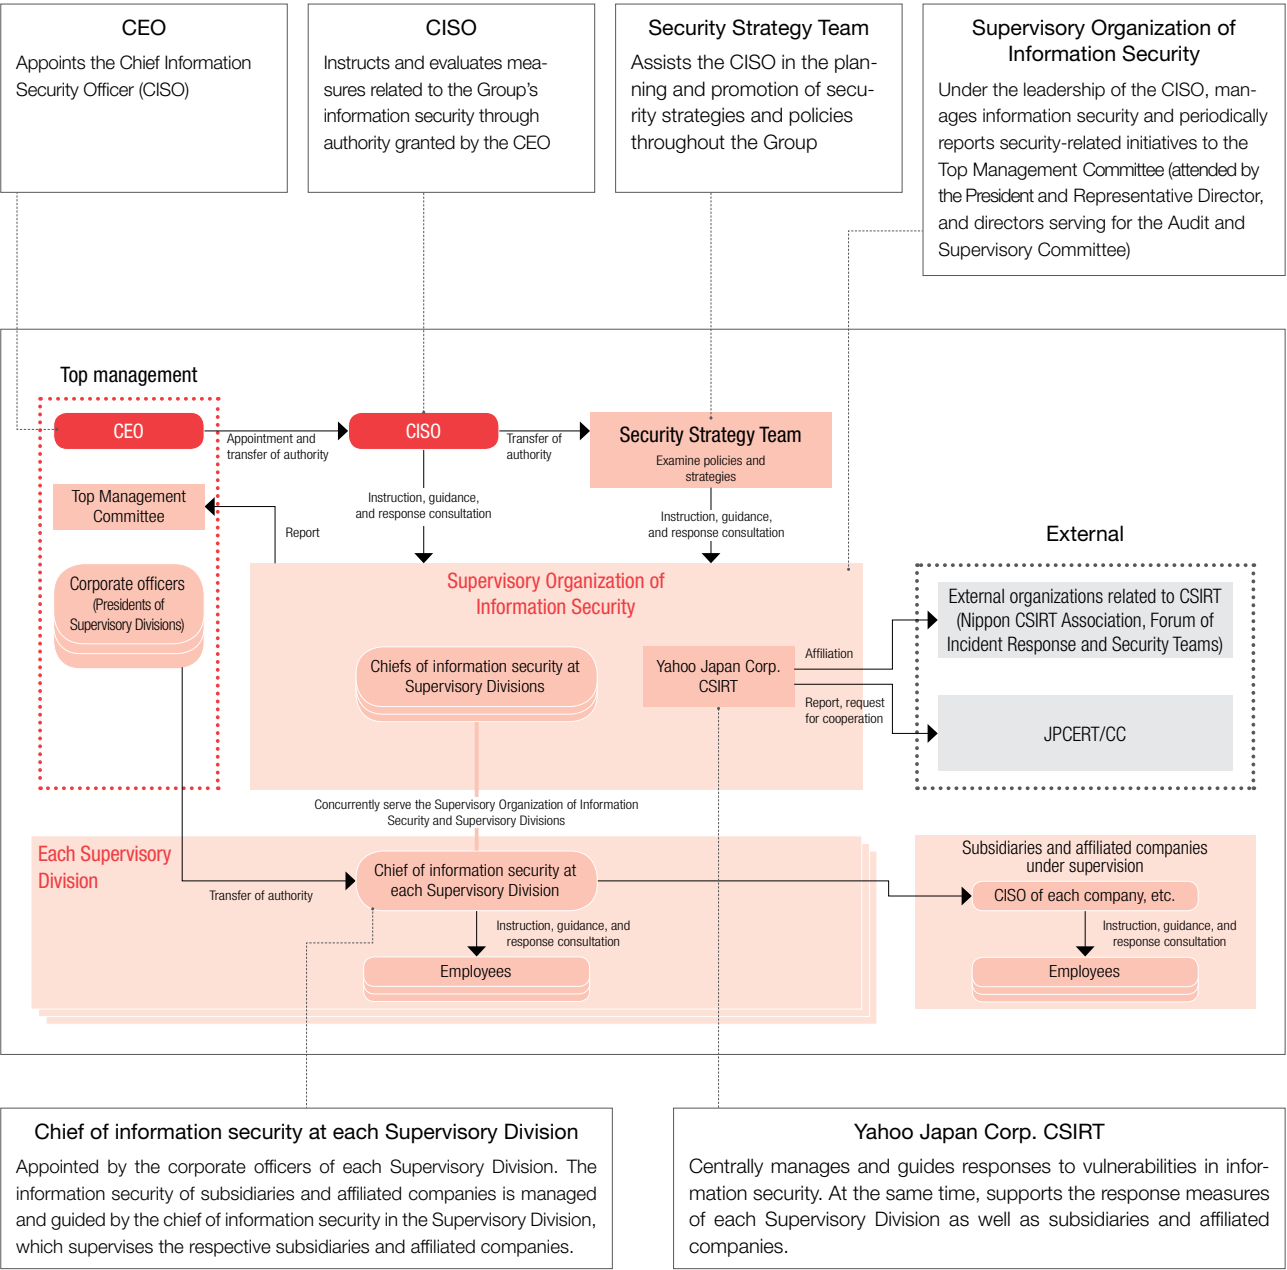 CEO
Appoints the Chief Information
Security Officer (CISO)
CISO
Instructs and evaluates mea-
sures related to the Group's
information security through
authority granted by the CEO
Security Strategy Team
Assists the CISO in the plan-
ning and promotion of secu-
rity strategies and policies
throughout the Group
Supervisory Organization of
Information Security
Under the leadership of the CISO, man-
ages information security and periodically
reports security-related initiatives to the
Top Management Committee (attended by
the President and Representative Director,
and directors serving for the Audit and
Supervisory Committee)
Top management
CEO
Appointment and
transfer of authority
CISO
Transfer of
authority
Security Strategy Team
Examine policies and
strategies
Top Management
Committee
Report
Instruction, guidance,
and response consultation
Instruction, guidance,
and response consultation
Corporate officers
(Presidents of
Supervisory Divisions)
Supervisory Organization of
Information Security
Chiefs of information security at
Supervisory Divisions
Yahoo Japan Corp.
CSIRT
Affiliation
Report, request
for cooperation
External
External organizations related to CSIRT
(Nippon CSIRT Association, Forum of
Incident Response and Security Teams)
JPCERT/CC
Concurrently serve the Supervisory Organization of Information
Security and Supervisory Divisions
Each Supervisory
Division
Transfer of authority
Chief of information security at
each Supervisory Division
Instruction, guidance, and
response consultation
Employees
Subsidiaries and affiliated companies
under supervision
CISO of each company, etc.
Instruction, guidance, and
response consultation
Employees
Chief of information security at each Supervisory Division
Appointed by the corporate officers of each Supervisory Division. The
information security of subsidiaries and affiliated companies is managed
and guided by the chief of information security in the Supervisory Division,
which supervises the respective subsidiaries and affiliated companies.
Yahoo Japan Corp. CSIRT
Centrally manages and guides responses to vulnerabilities in infor-
mation security. At the same time, supports the response measures
of each Supervisory Division as well as subsidiaries and affiliated
companies.